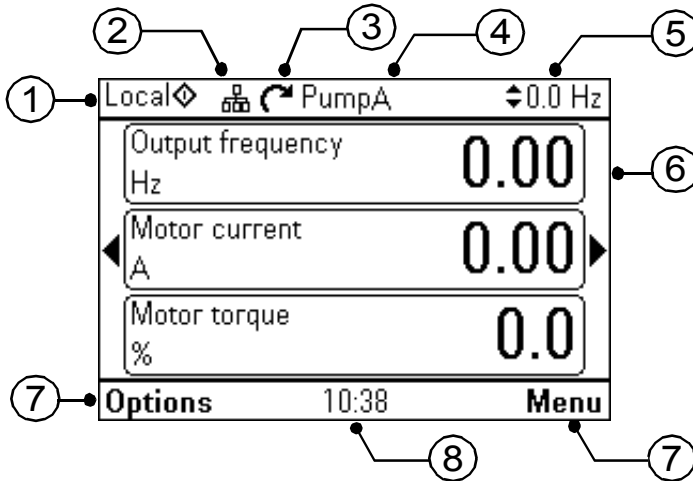 2 3 4 5
1 Local PumpA 0.0 Hz
Output frequency 0.00
Hz
6
Motor current 0.00
A
Motor torque 0.0
%
7 Options 10:38 Menu
8 7